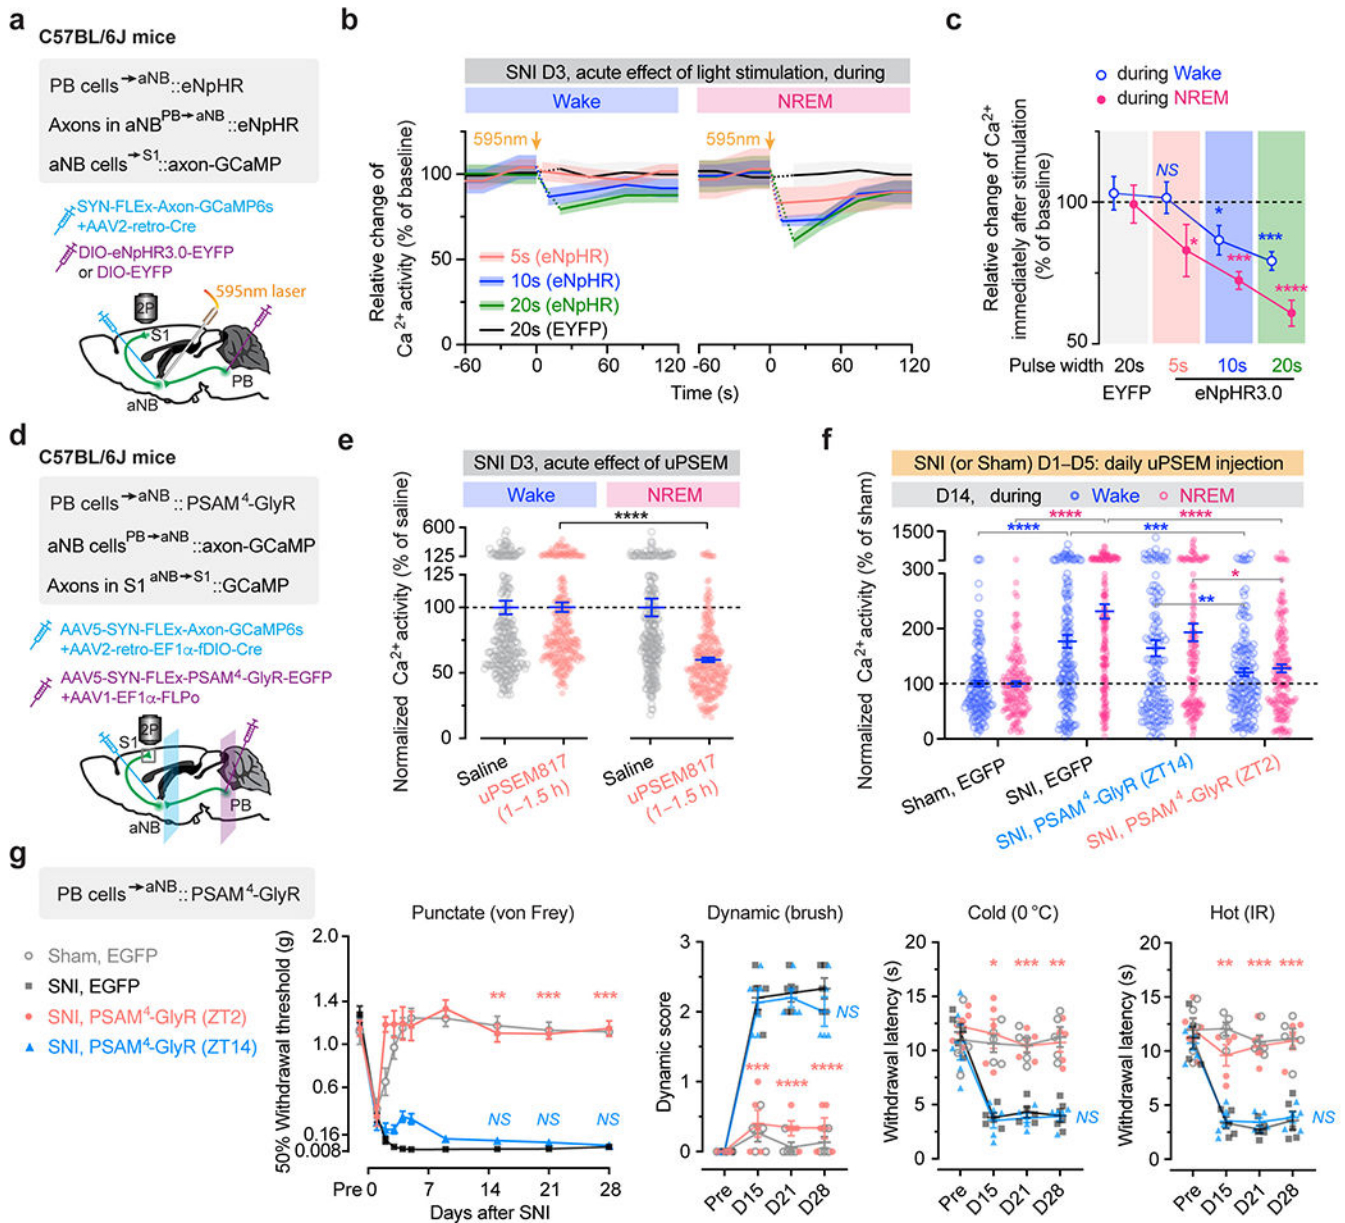 a
C57BL/6J mice
PB cells→aNB::eNpHR
Axons in aNBPB→aNB::eNpHR
aNB cells→S1::axon-GCaMP
SYN-FLEx-Axon-GCaMP6s
+AAV2-retro-Cre
DIO-eNpHR3.0-EYFP
or DIO-EYFP
595nm laser
2P
S1
PB
aNB
b
SNI D3, acute effect of light stimulation, during
Wake
NREM
595nm
595nm
Relative change of
Ca2+ activity (% of baseline)
100
50
0
5s (eNpHR)
10s (eNpHR)
20s (eNpHR)
20s (EYFP)
-60 0 60 120
-60 0 60 120
Time (s)
c
during Wake
during NREM
Relative change of Ca2+
immediately after stimulation
(% of baseline)
100
50
NS
*
***
*
***
****
Pulse width 20s 5s 10s 20s
EYFP eNpHR3.0
d
C57BL/6J mice
PB cells→aNB::PSAM4-GlyR
aNB cellsPB→aNB::axon-GCaMP
Axons in S1aNB→S1::GCaMP
AAV5-SYN-FLEx-Axon-GCaMP6s
+AAV2-retro-EF1α-fDIO-Cre
AAV5-SYN-FLEx-PSAM4-GlyR-EGFP
+AAV1-EF1α-FLPo
2P
S1
PB
aNB
e
SNI D3, acute effect of uPSEM
Wake
NREM
****
Normalized Ca2+ activity (% of saline)
600
125
125
100
50
0
Saline
uPSEM817
(1–1.5 h)
Saline
uPSEM817
(1–1.5 h)
f
SNI (or Sham) D1–D5: daily uPSEM injection
D14, during Wake NREM
**** **** *** ****
*
**
Normalized Ca2+ activity (% of sham)
1500
300
200
100
0
Sham, EGFP
SNI, EGFP
SNI, PSAM4-GlyR (ZT14)
SNI, PSAM4-GlyR (ZT2)
g
PB cells→aNB::PSAM4-GlyR
Sham, EGFP
SNI, EGFP
SNI, PSAM4-GlyR (ZT2)
SNI, PSAM4-GlyR (ZT14)
Punctate (von Frey)
50% Withdrawal threshold (g)
2.0
1.4
1.0
0.6
0.16
0.008
** *** ***
NS NS NS
Pre 0 7 14 21 28
Days after SNI
Dynamic (brush)
Dynamic score
3
2
1
0
NS
*** **** ****
Pre D15 D21 D28
Cold (0 °C)
Withdrawal latency (s)
20
15
10
5
0
* *** **
NS
Pre D15 D21 D28
Hot (IR)
Withdrawal latency (s)
20
15
10
5
0
** *** ***
NS
Pre D15 D21 D28